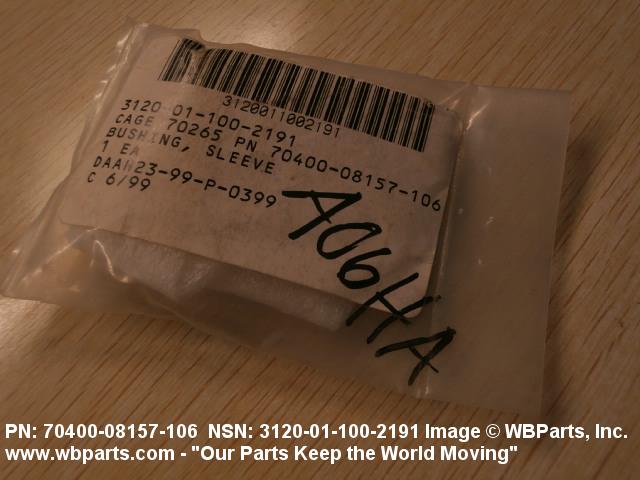 3120011002191
3120-01-100-2191
CAGE 70265 PN 70400-08157-106
BUSHING, SLEEVE
1 EA
DAAN23-99-P-0399
C 6/99
A06HA
PN: 70400-08157-106 NSN: 3120-01-100-2191 Image © WBParts, Inc.
www.wbparts.com - "Our Parts Keep the World Moving"